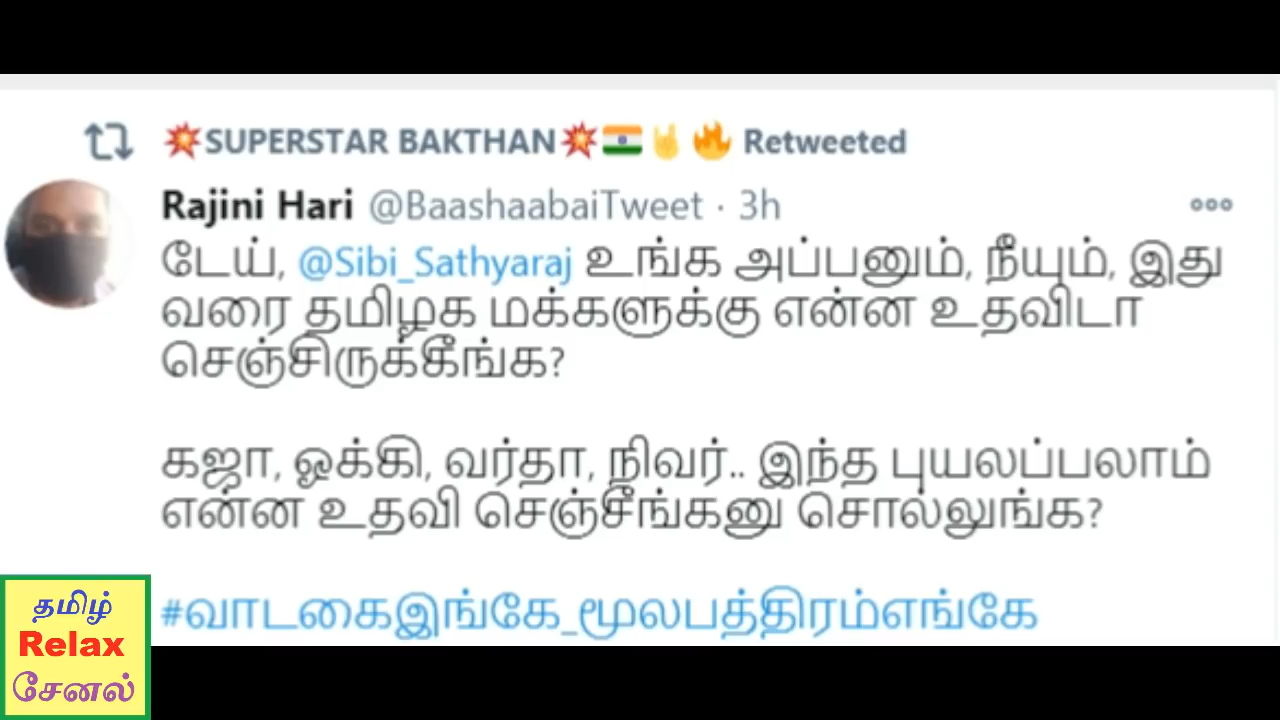 💥SUPERSTAR BAKTHAN💥🇮🇳🤘🔥 Retweeted
Rajini Hari @BaashaabaiTweet · 3h
டேய், @Sibi_Sathyaraj உங்க அப்பனும், நீயும், இது
வரை தமிழக மக்களுக்கு என்ன உதவிடா
செஞ்சிருக்கீங்க?
கஜா, ஓக்கி, வர்தா, நிவர்.. இந்த புயலப்பலாம்
என்ன உதவி செஞ்சீங்கனு சொல்லுங்க?
#வாடகைஇங்கே_மூலபத்திரம்எங்கே
தமிழ்
Relax
சேனல்